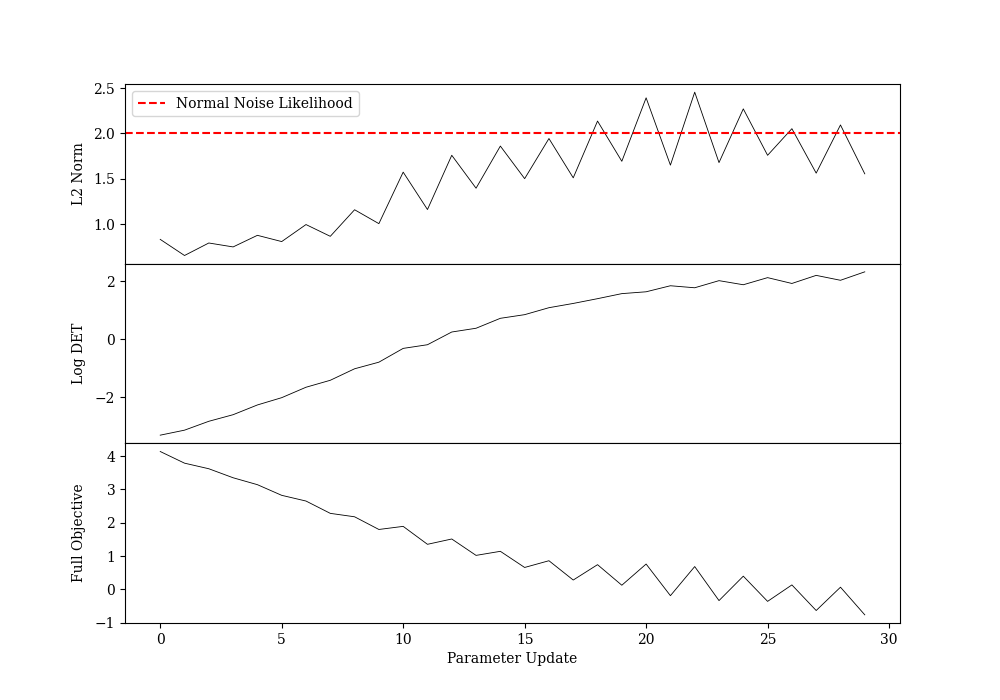 2.5
Normal Noise Likelihood
2.0
L2 Norm
1.5
1.0
2
0
Log DET
−2
4
3
2
Full Objective
1
0
−1
0 5 10 15 20 25 30
Parameter Update